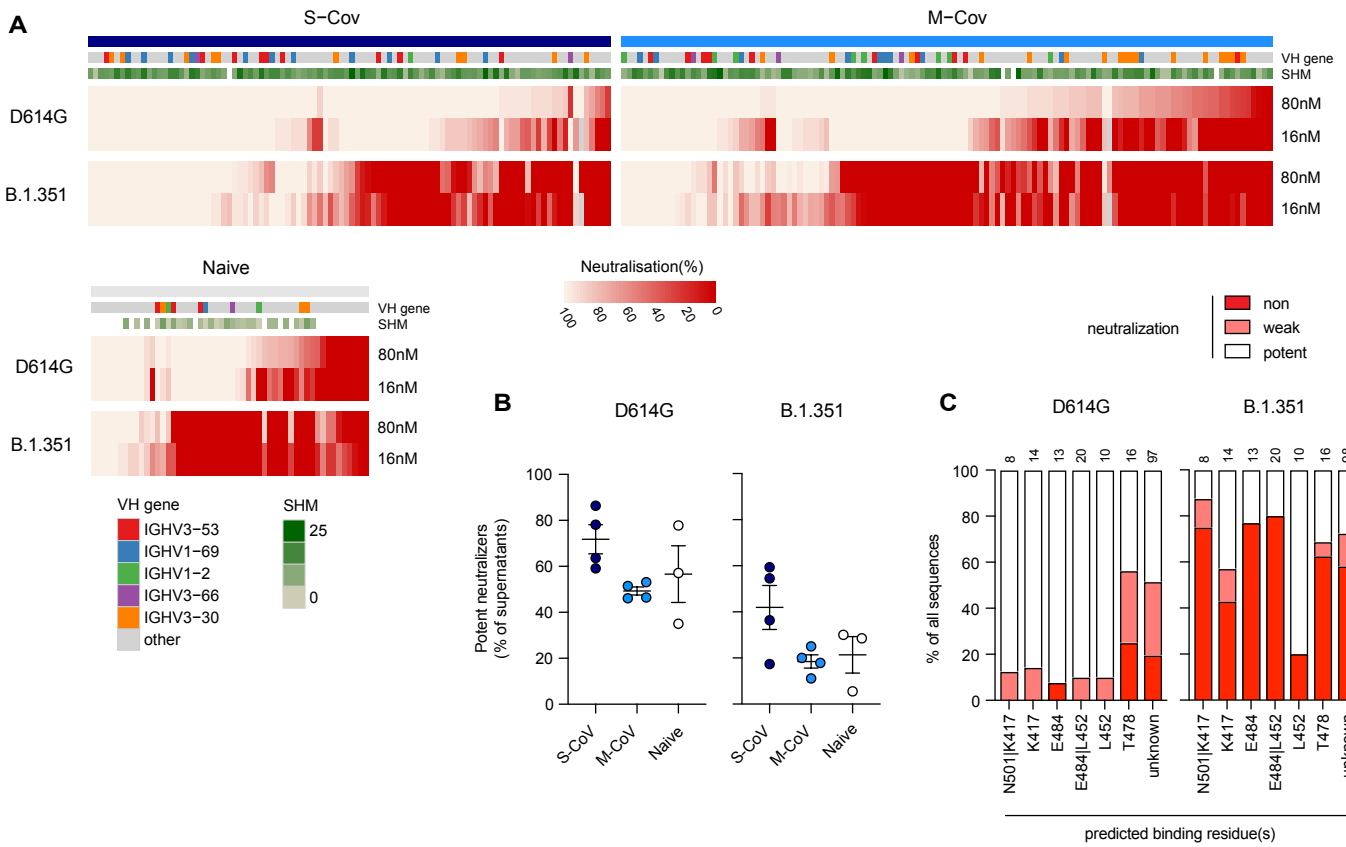 A
S−Cov
M−Cov
VH gene
SHM
D614G
80nM
16nM
B.1.351
80nM
16nM
Naive
VH gene
SHM
D614G
80nM
16nM
B.1.351
80nM
16nM
Neutralisation(%)
100
80
60
40
20
0
neutralization
non
weak
potent
VH gene
IGHV3−53
IGHV1−69
IGHV1−2
IGHV3−66
IGHV3−30
other
SHM
25
0
B
D614G
B.1.351
Potent neutralizers
(% of supernatants)
100
80
60
40
20
0
S-CoV
M-CoV
Naive
S-CoV
M-CoV
Naive
C
D614G
B.1.351
8 14 13 20 10 16 97
8 14 13 20 10 16
% of all sequences
100
80
60
40
20
0
N501|K417
K417
E484
E484|L452
L452
T478
unknown
N501|K417
K417
E484
E484|L452
L452
T478
unknown
predicted binding residue(s)